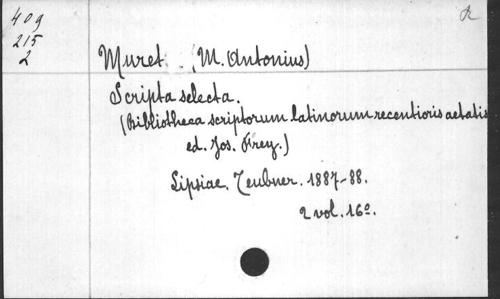 409
215
2
R
Muret (M. Antonius)
Scripta selecta.
(Bibliotheca scriptorum latinorum recentioris aetatis
ed. Jos. Frey.)
Lipsiae, Teubner. 1887-88.
2 vol. 16º.